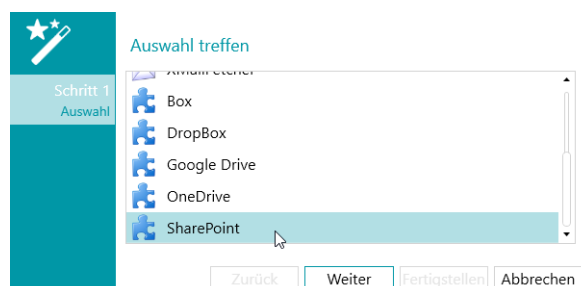 Auswahl treffen
Schritt 1
Auswahl
Box
DropBox
Google Drive
OneDrive
SharePoint
Zurück
Weiter
Fertigstellen
Abbrechen